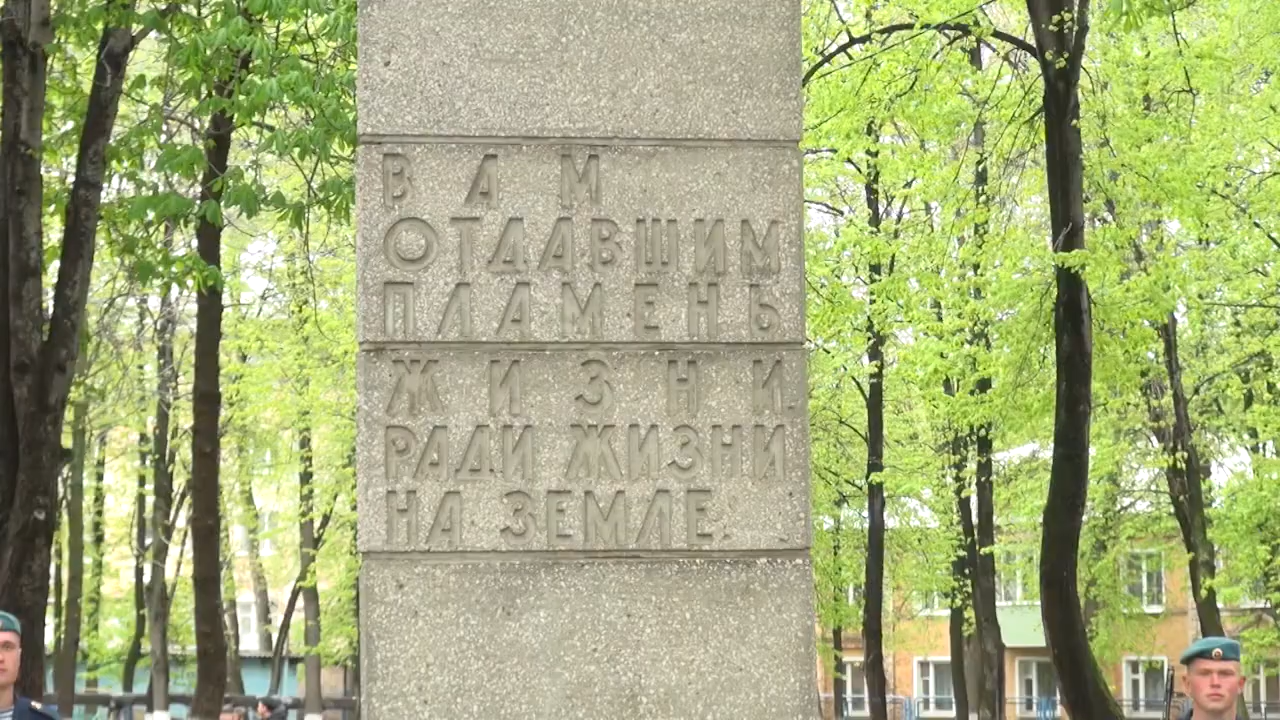 ВАМ
ОТДАВШИМ
ПЛАМЕНЬ
ЖИЗНИ
РАДИ ЖИЗНИ
НА ЗЕМЛЕ.